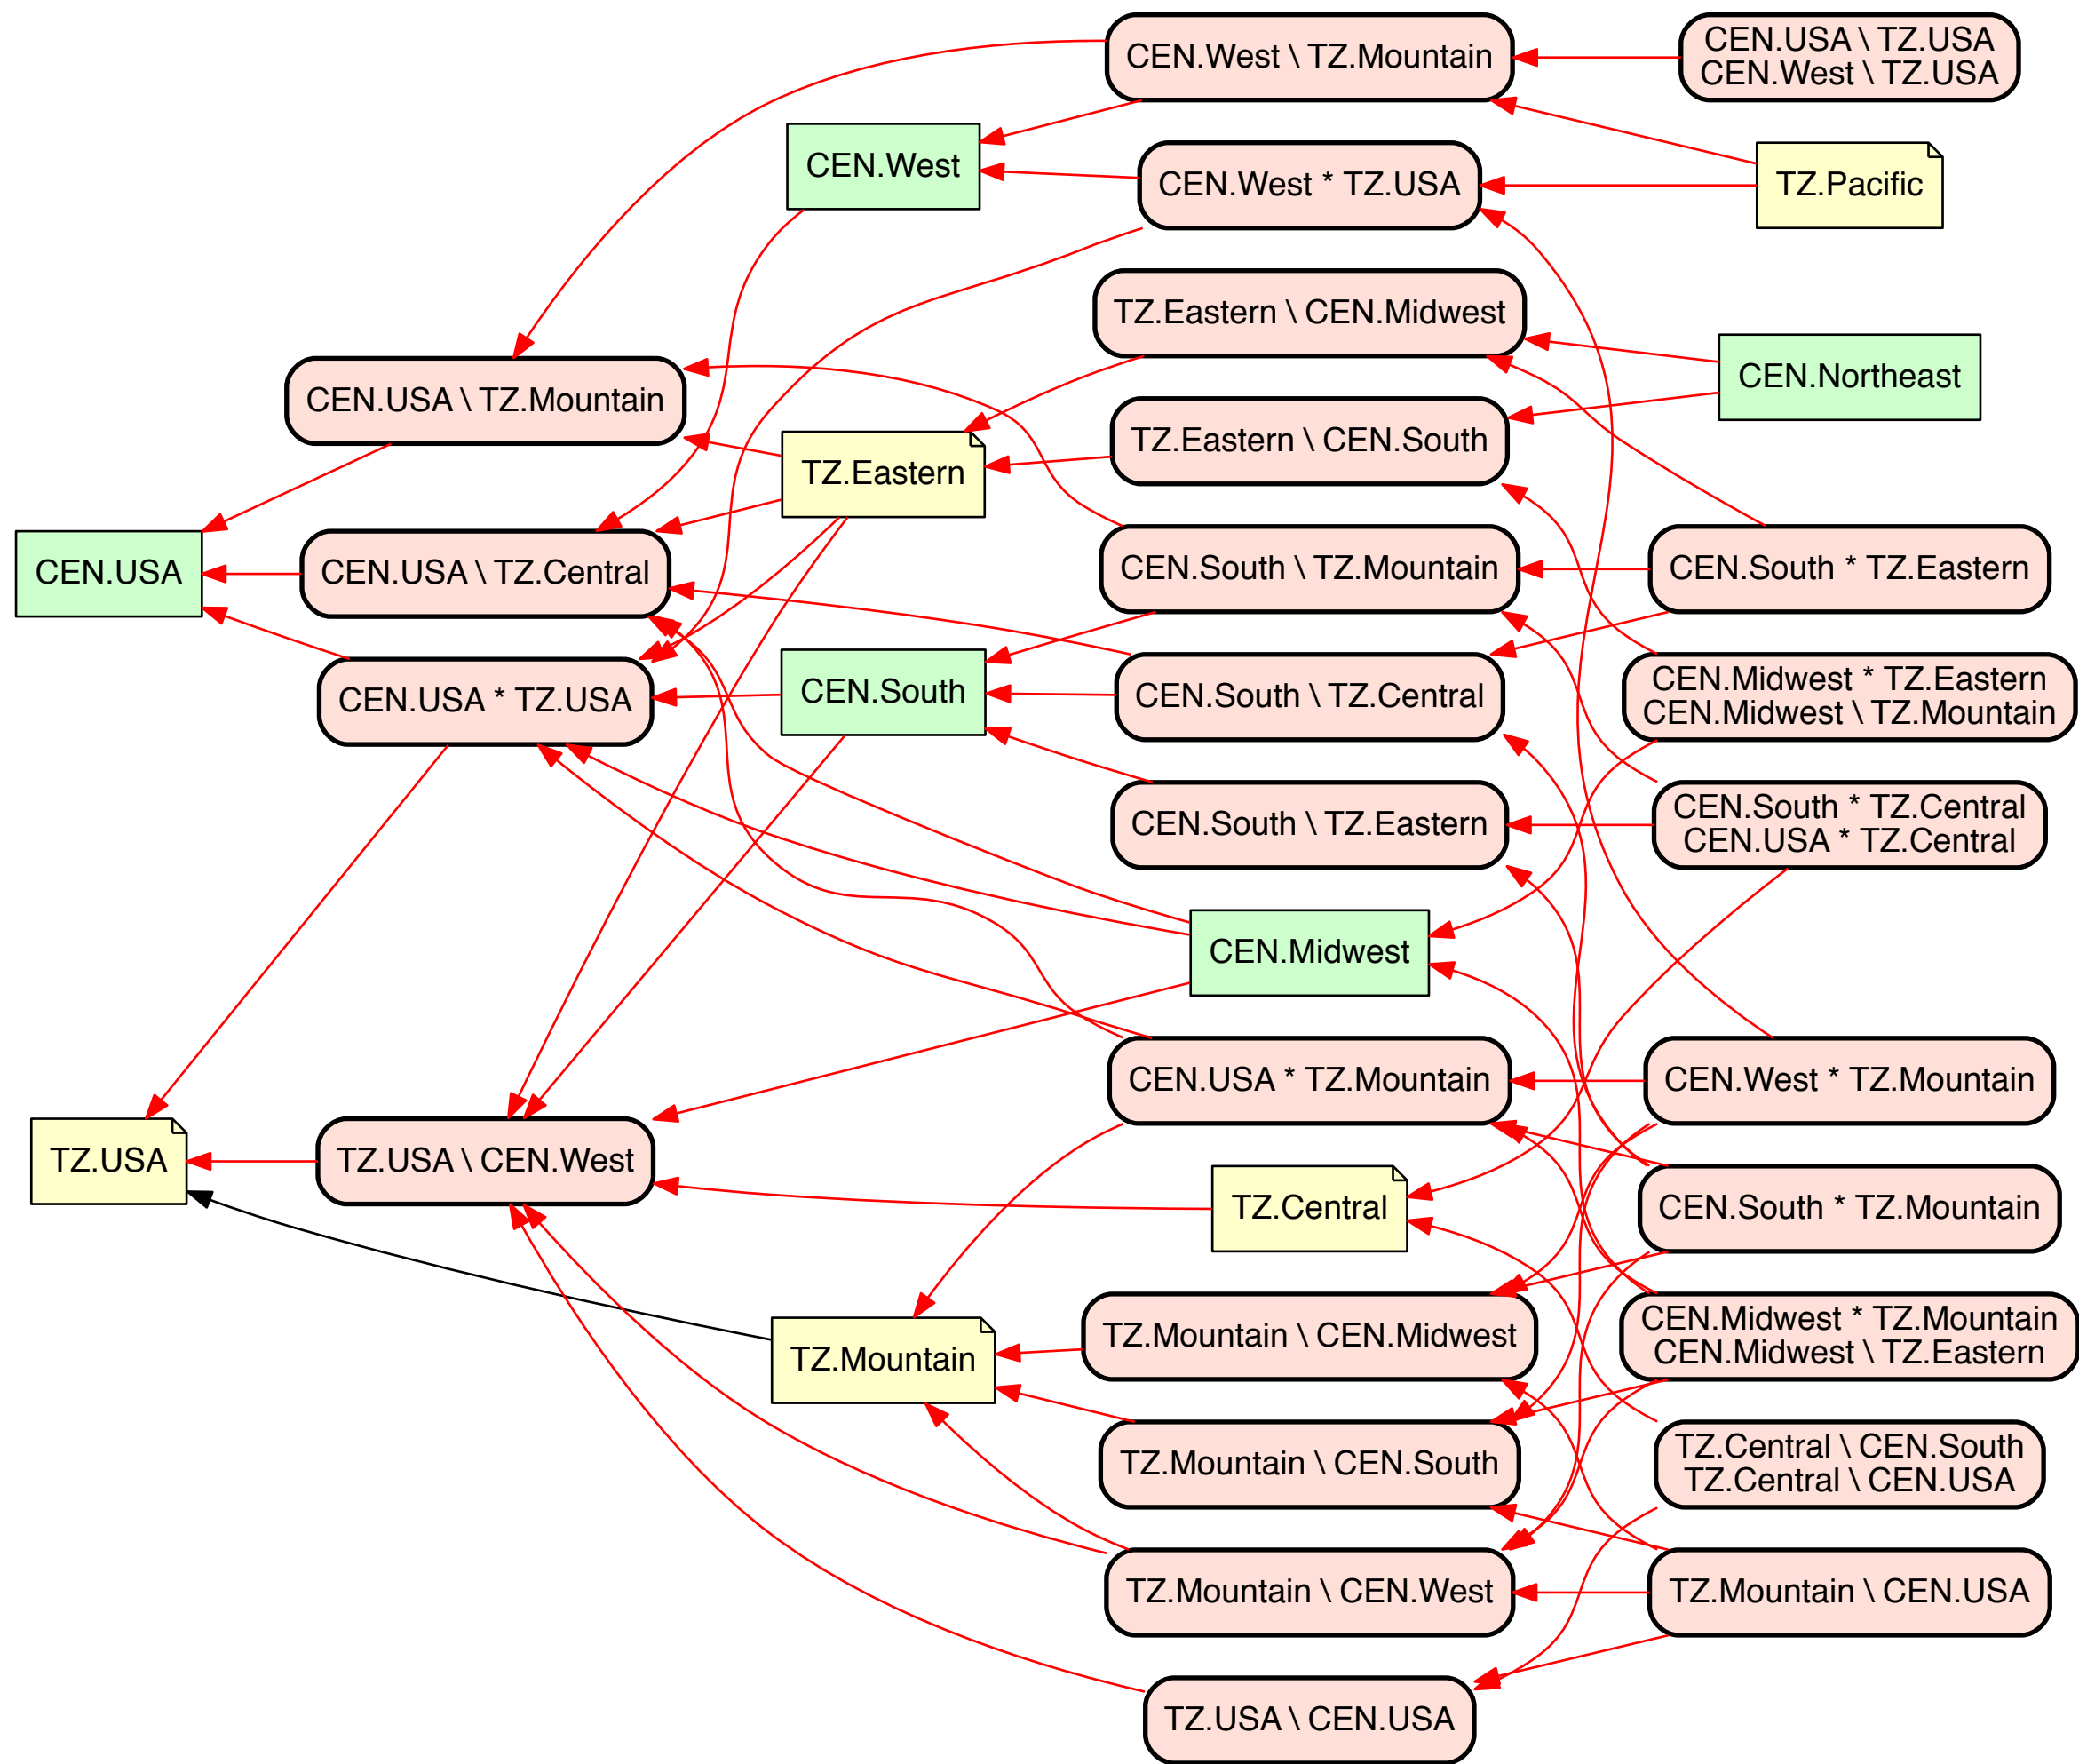 CEN.West \ TZ.Mountain
CEN.USA \ TZ.USA
CEN.West \ TZ.USA
CEN.West
CEN.West * TZ.USA
TZ.Pacific
TZ.Eastern \ CEN.Midwest
CEN.Northeast
CEN.USA \ TZ.Mountain
TZ.Eastern \ CEN.South
TZ.Eastern
CEN.USA
CEN.USA \ TZ.Central
CEN.South \ TZ.Mountain
CEN.South * TZ.Eastern
CEN.USA * TZ.USA
CEN.South
CEN.South \ TZ.Central
CEN.Midwest * TZ.Eastern
CEN.Midwest \ TZ.Mountain
CEN.South \ TZ.Eastern
CEN.South * TZ.Central
CEN.USA * TZ.Central
CEN.Midwest
CEN.USA * TZ.Mountain
CEN.West * TZ.Mountain
TZ.USA
TZ.USA \ CEN.West
TZ.Central
CEN.South * TZ.Mountain
TZ.Mountain
TZ.Mountain \ CEN.Midwest
CEN.Midwest * TZ.Mountain
CEN.Midwest \ TZ.Eastern
TZ.Mountain \ CEN.South
TZ.Central \ CEN.South
TZ.Central \ CEN.USA
TZ.Mountain \ CEN.West
TZ.Mountain \ CEN.USA
TZ.USA \ CEN.USA